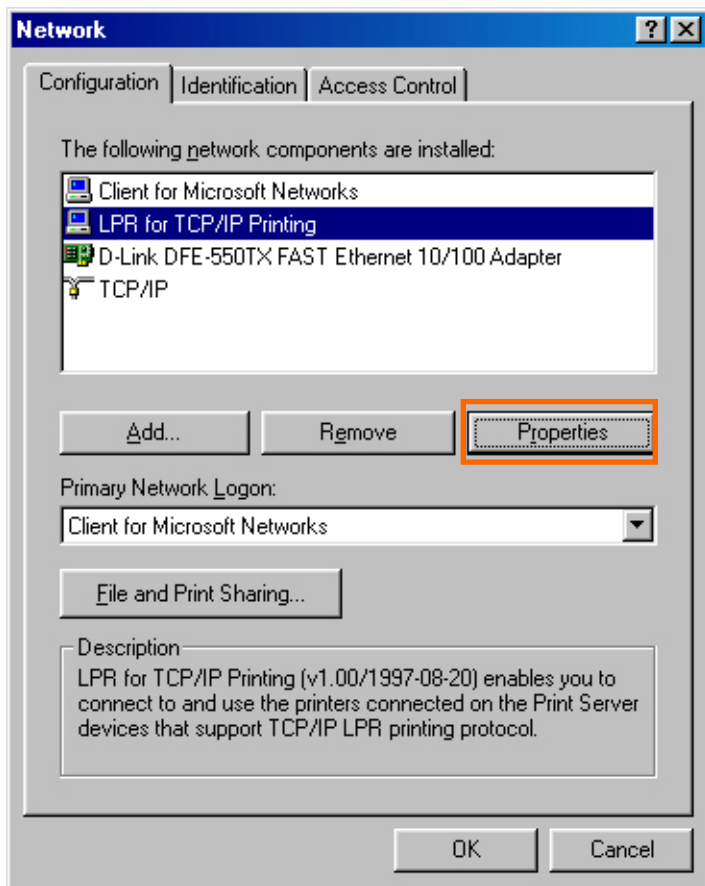 Network
Configuration Identification Access Control
The following network components are installed:
Client for Microsoft Networks
LPR for TCP/IP Printing
D-Link DFE-550TX FAST Ethernet 10/100 Adapter
TCP/IP
Add... Remove Properties
Primary Network Logon:
Client for Microsoft Networks
File and Print Sharing...
Description
LPR for TCP/IP Printing (v1.00/1997-08-20) enables you to
connect to and use the printers connected on the Print Server
devices that support TCP/IP LPR printing protocol.
OK Cancel